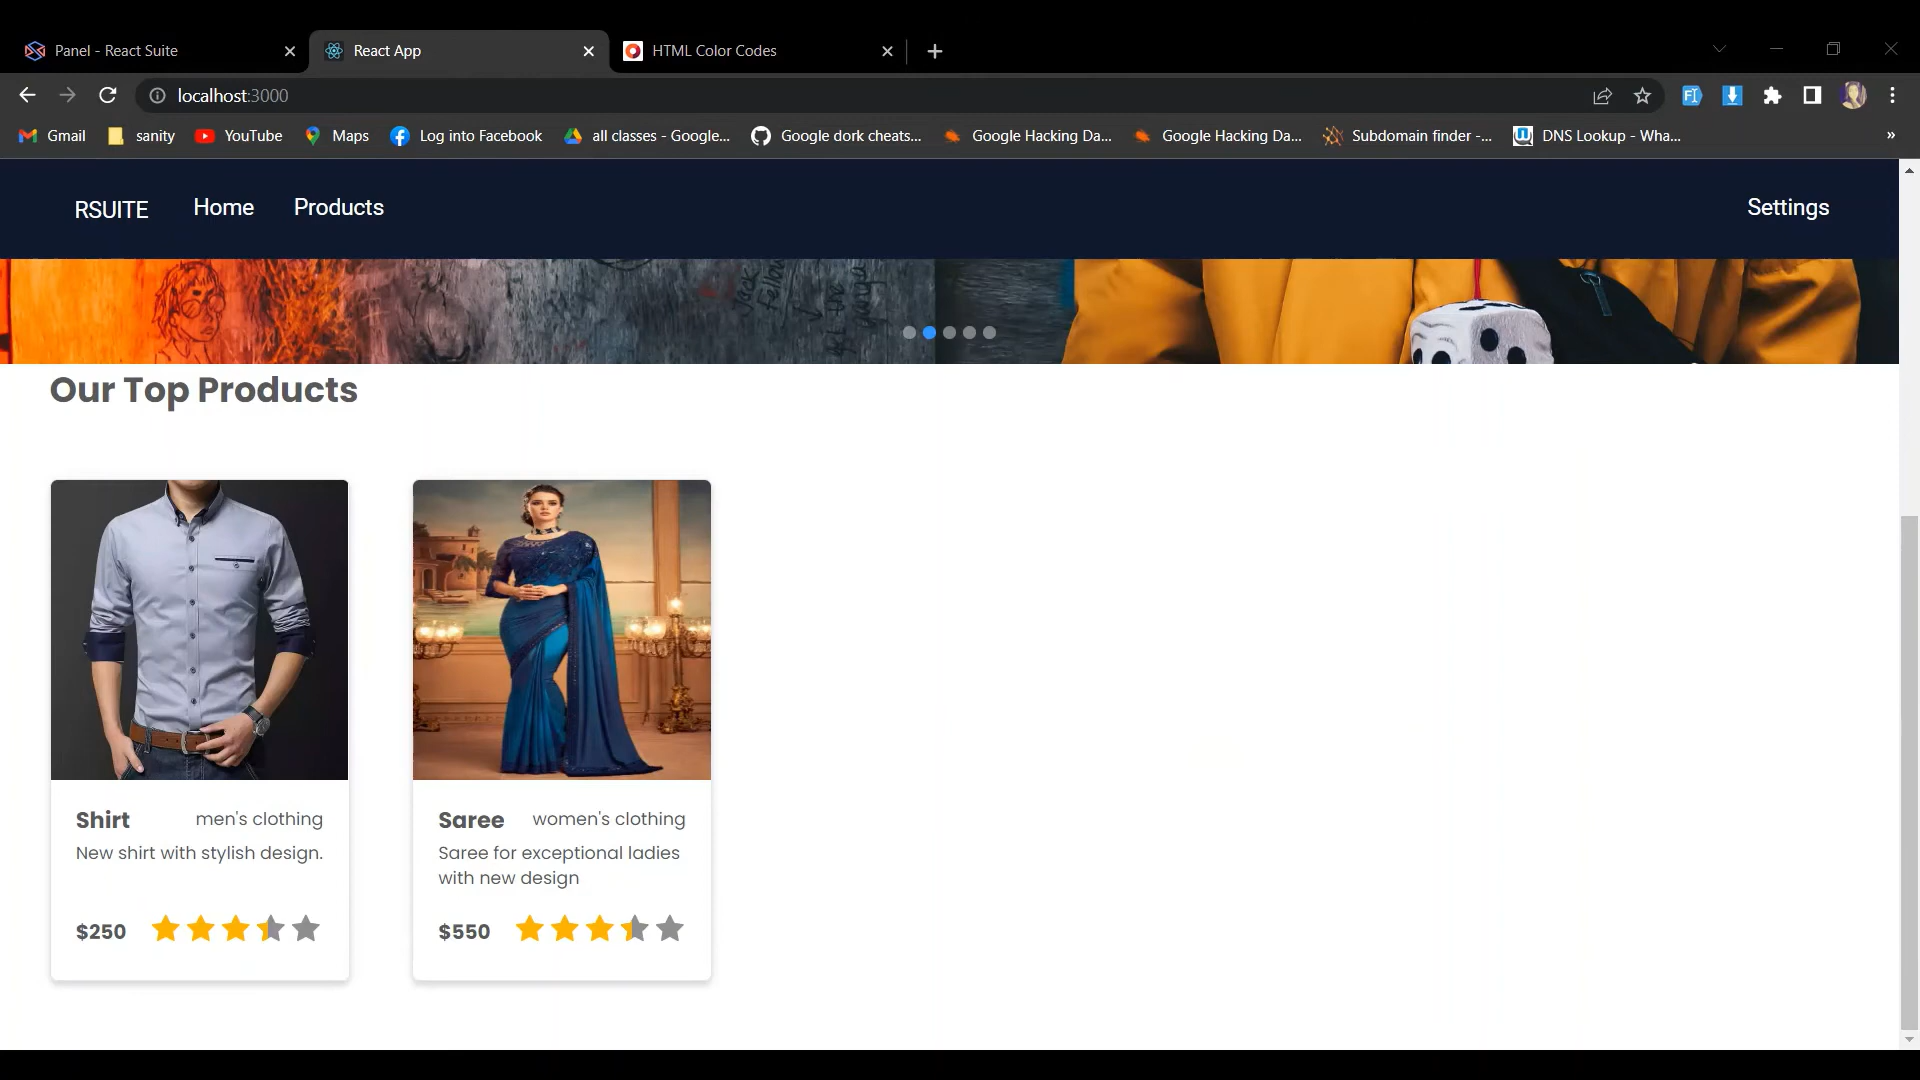 Panel - React Suite
React App
HTML Color Codes
localhost:3000
Gmail
sanity
YouTube
Maps
Log into Facebook
all classes - Google...
Google dork cheats...
Google Hacking Da...
Google Hacking Da...
Subdomain finder -...
DNS Lookup - Wha...
»
RSUITE
Home
Products
Settings
Our Top Products
Shirt men's clothing
New shirt with stylish design.
$250
Saree women's clothing
Saree for exceptional ladies
with new design
$550